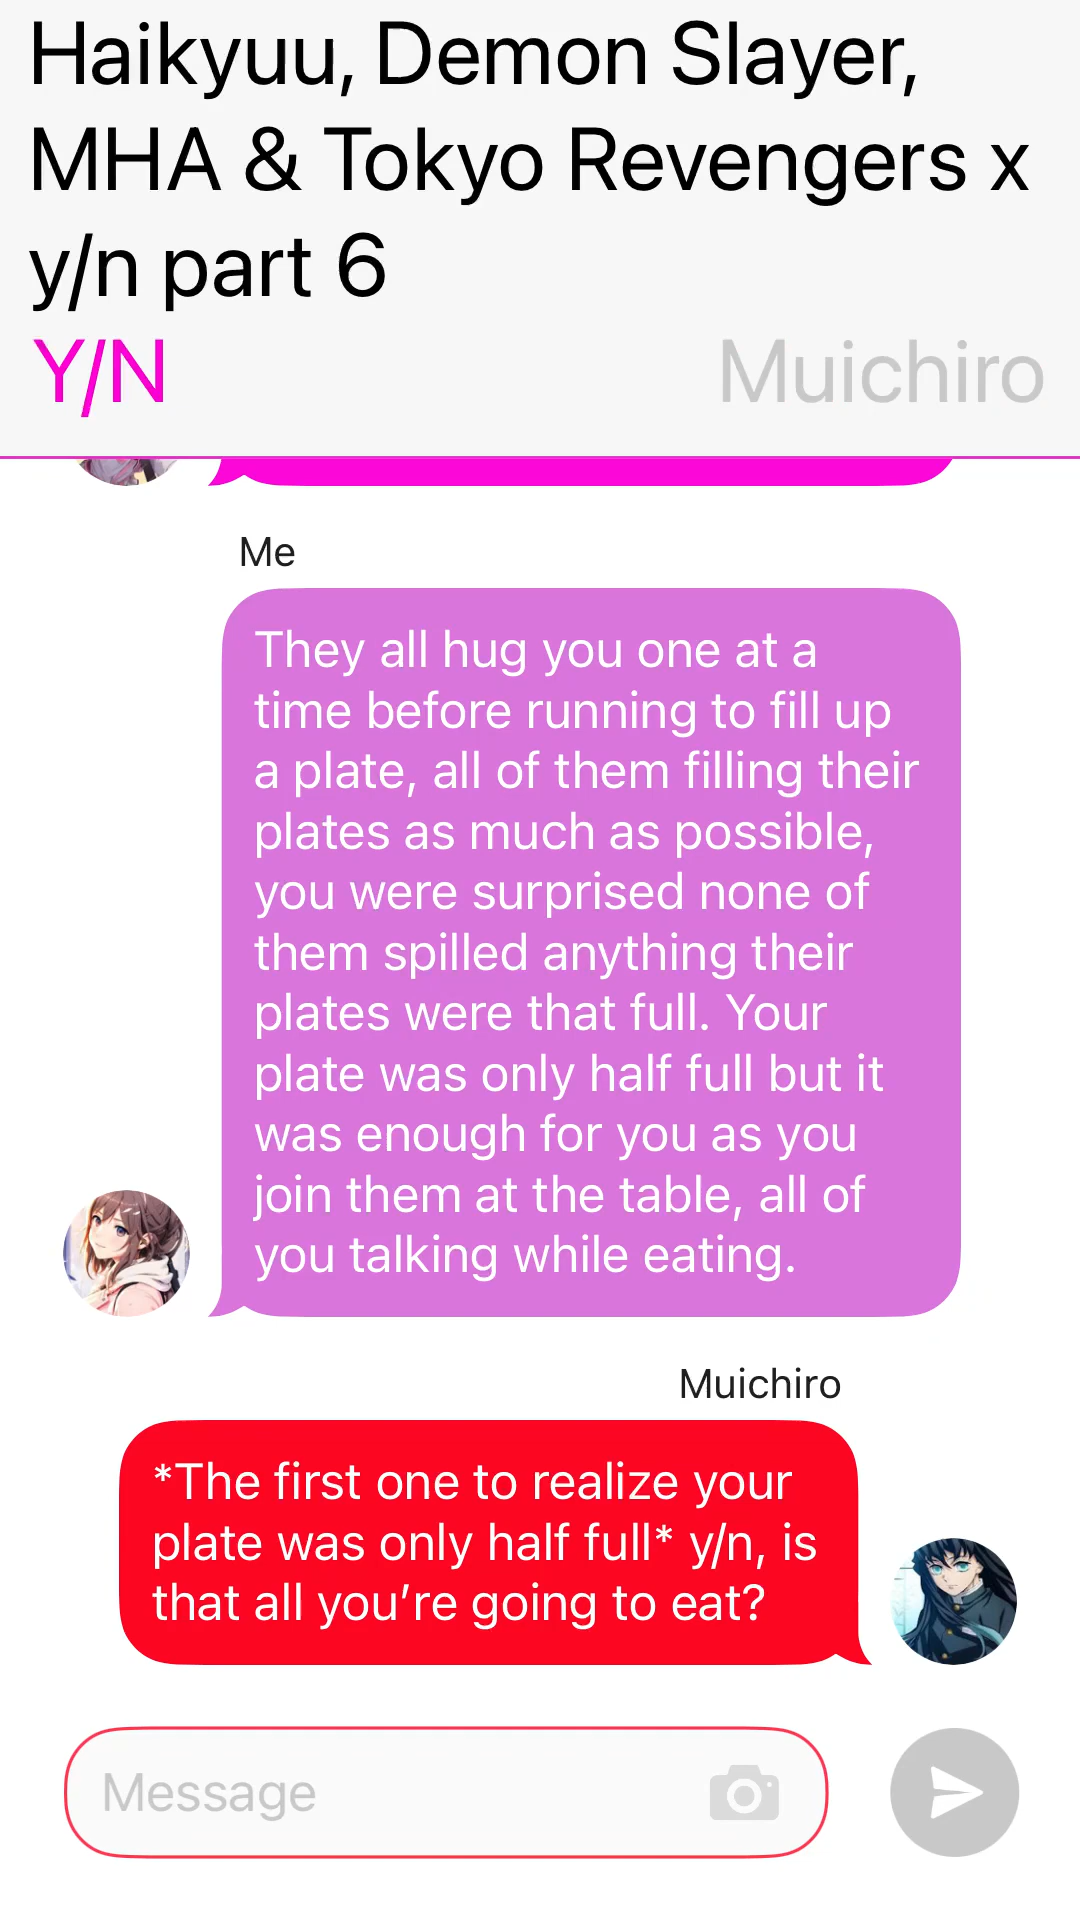 Haikyuu, Demon Slayer,
MHA & Tokyo Revengers x
y/n part 6
Y/N
Muichiro
Me
They all hug you one at a
time before running to fill up
a plate, all of them filling their
plates as much as possible,
you were surprised none of
them spilled anything their
plates were that full. Your
plate was only half full but it
was enough for you as you
join them at the table, all of
you talking while eating.
Muichiro
*The first one to realize your
plate was only half full* y/n, is
that all you’re going to eat?
Message